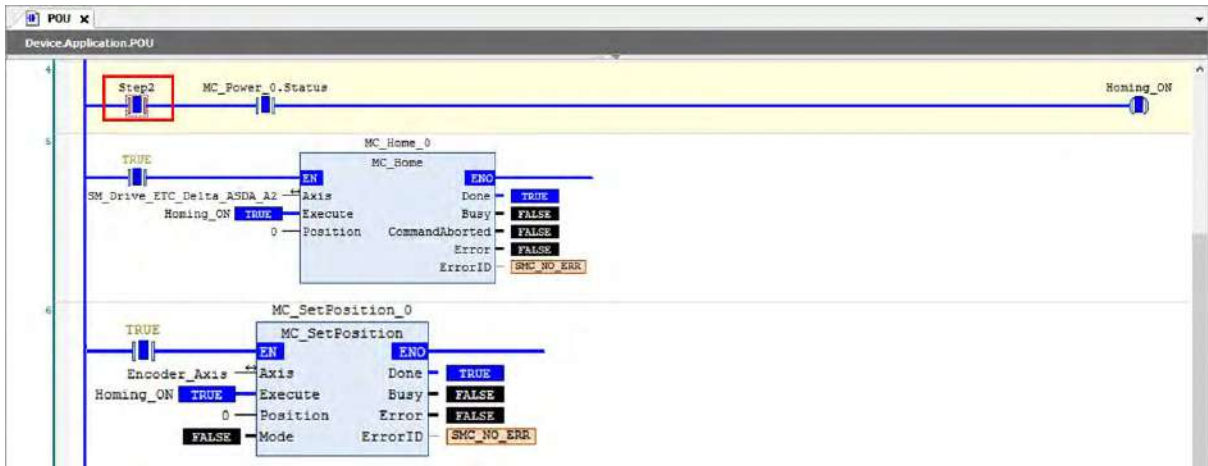 POU
Device.Application.POU
4
Step2 MC_Power_0.Status Homing_ON
5
MC_Home_0
TRUE MC_Home
EN ENO
SM_Drive_ETC_Delta_ASDA_A2 Axis Done TRUE
Homing_ON TRUE Execute Busy FALSE
0 Position CommandAborted FALSE
Error FALSE
ErrorID SMC_NO_ERR
6
MC_SetPosition_0
TRUE MC_SetPosition
EN ENO
Encoder_Axis Axis Done TRUE
Homing_ON TRUE Execute Busy FALSE
0 Position Error FALSE
FALSE Mode ErrorID SMC_NO_ERR